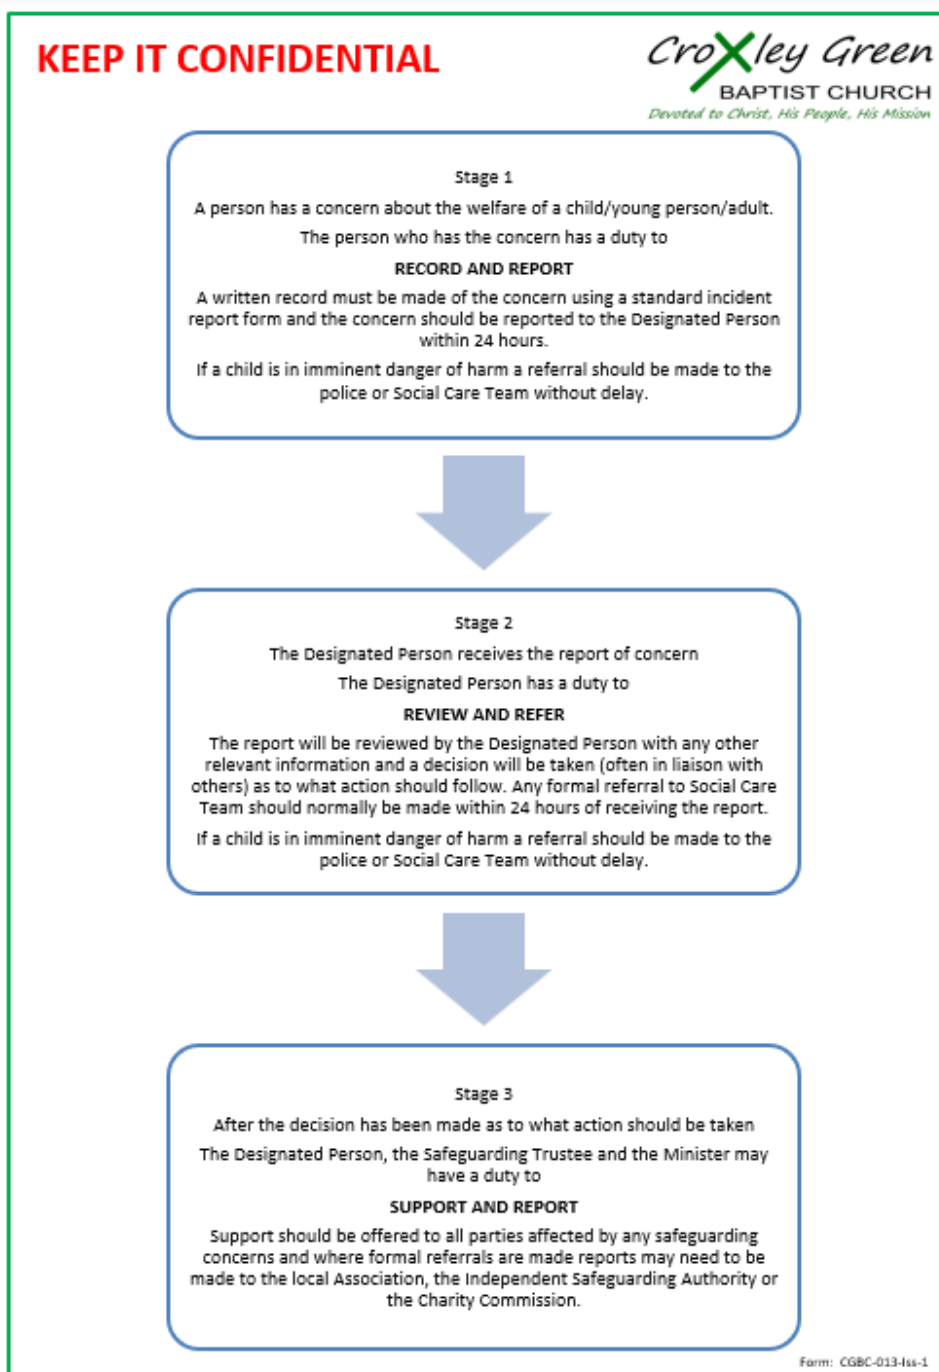 KEEP IT CONFIDENTIAL
Croxley Green
BAPTIST CHURCH
Devoted to Christ, His People, His Mission
Stage 1
A person has a concern about the welfare of a child/young person/adult.
The person who has the concern has a duty to
RECORD AND REPORT
A written record must be made of the concern using a standard incident
report form and the concern should be reported to the Designated Person
within 24 hours.
If a child is in imminent danger of harm a referral should be made to the
police or Social Care Team without delay.
Stage 2
The Designated Person receives the report of concern
The Designated Person has a duty to
REVIEW AND REFER
The report will be reviewed by the Designated Person with any other
relevant information and a decision will be taken (often in liaison with
others) as to what action should follow. Any formal referral to Social Care
Team should normally be made within 24 hours of receiving the report.
If a child is in imminent danger of harm a referral should be made to the
police or Social Care Team without delay.
Stage 3
After the decision has been made as to what action should be taken
The Designated Person, the Safeguarding Trustee and the Minister may
have a duty to
SUPPORT AND REPORT
Support should be offered to all parties affected by any safeguarding
concerns and where formal referrals are made reports may need to be
made to the local Association, the Independent Safeguarding Authority or
the Charity Commission.
Form: CGBC-013-Iss-1